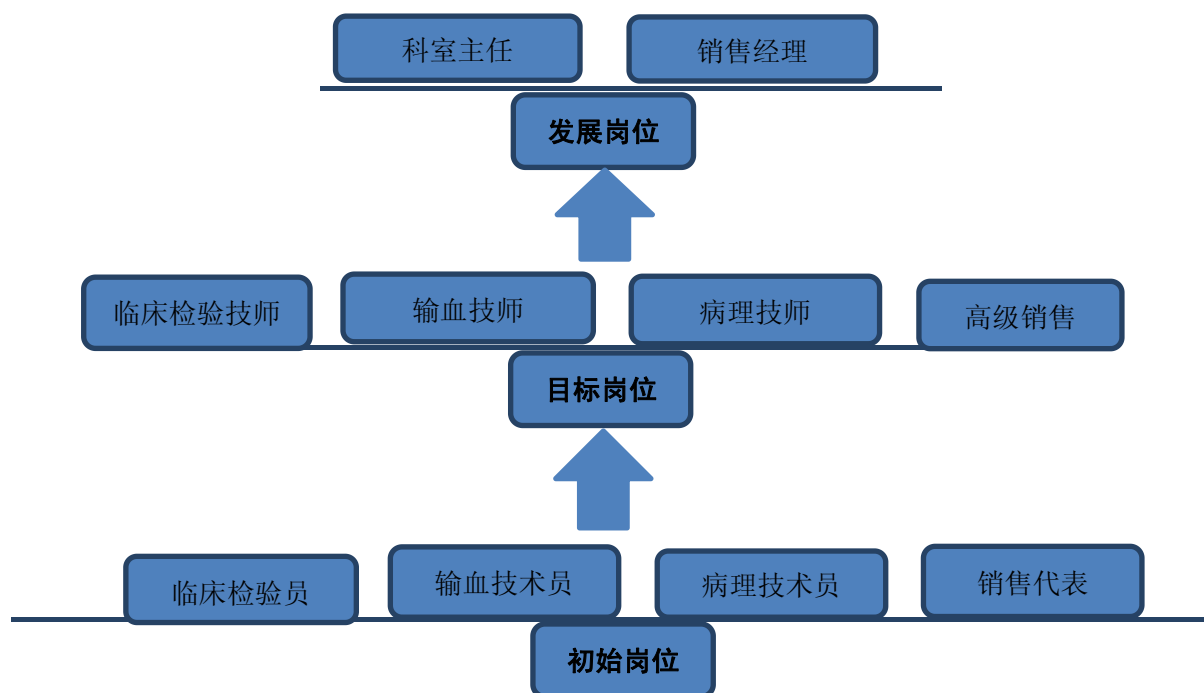 科室主任
销售经理
发展岗位
临床检验技师
输血技师
病理技师
高级销售
目标岗位
临床检验员
输血技术员
病理技术员
销售代表
初始岗位